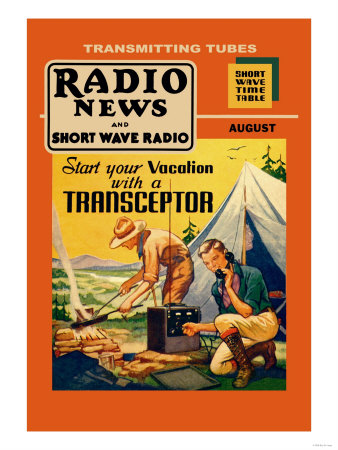 TRANSMITTING TUBES
RADIO
NEWS
AND
SHORT WAVE RADIO
SHORT
WAVE
TIME
TABLE
AUGUST
Start your Vacation
with a
TRANSCEPTOR